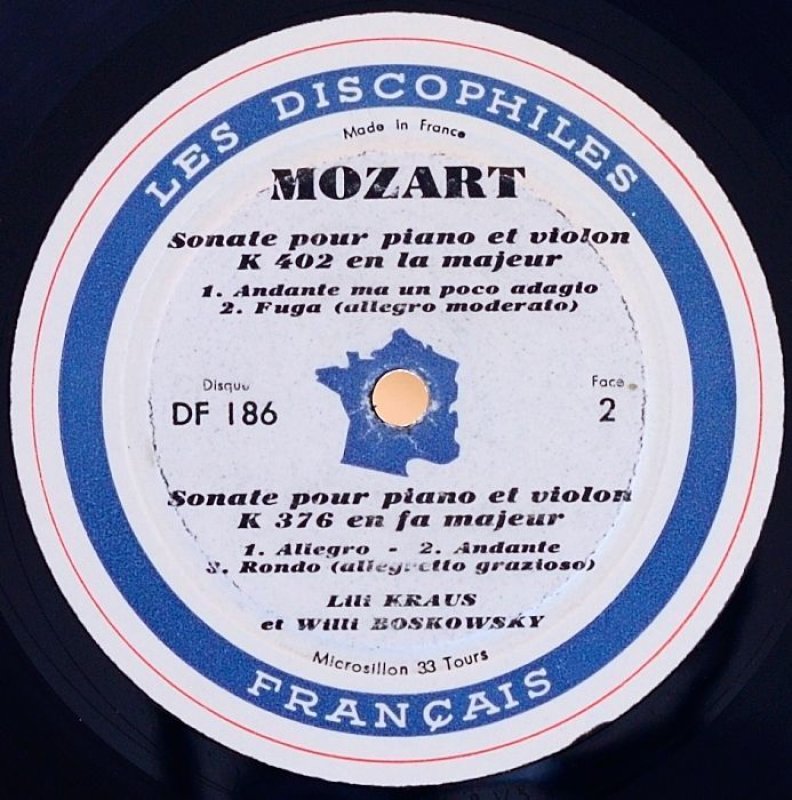 LES DISCOPHILES
Made in France
MOZART
Sonate pour piano et violon
K 402 en la majeur
1. Andante ma un poco adagio
2. Fuga (allegro moderato)
Disque
DF 186
Face
2
Sonate pour piano et violon
K 376 en fa majeur
1. Allegro - 2. Andante
3. Rondo (allegretto grazioso)
Lili KRAUS
et Willi BOSKOWSKY
Microsillon 33 Tours
FRANÇAIS